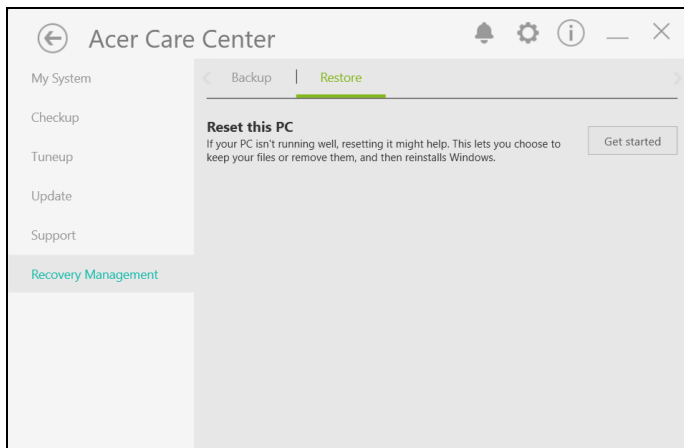 Acer Care Center
My System
Backup
Restore
Checkup
Reset this PC
If your PC isn't running well, resetting it might help. This lets you choose to
keep your files or remove them, and then reinstalls Windows.
Get started
Tuneup
Update
Support
Recovery Management